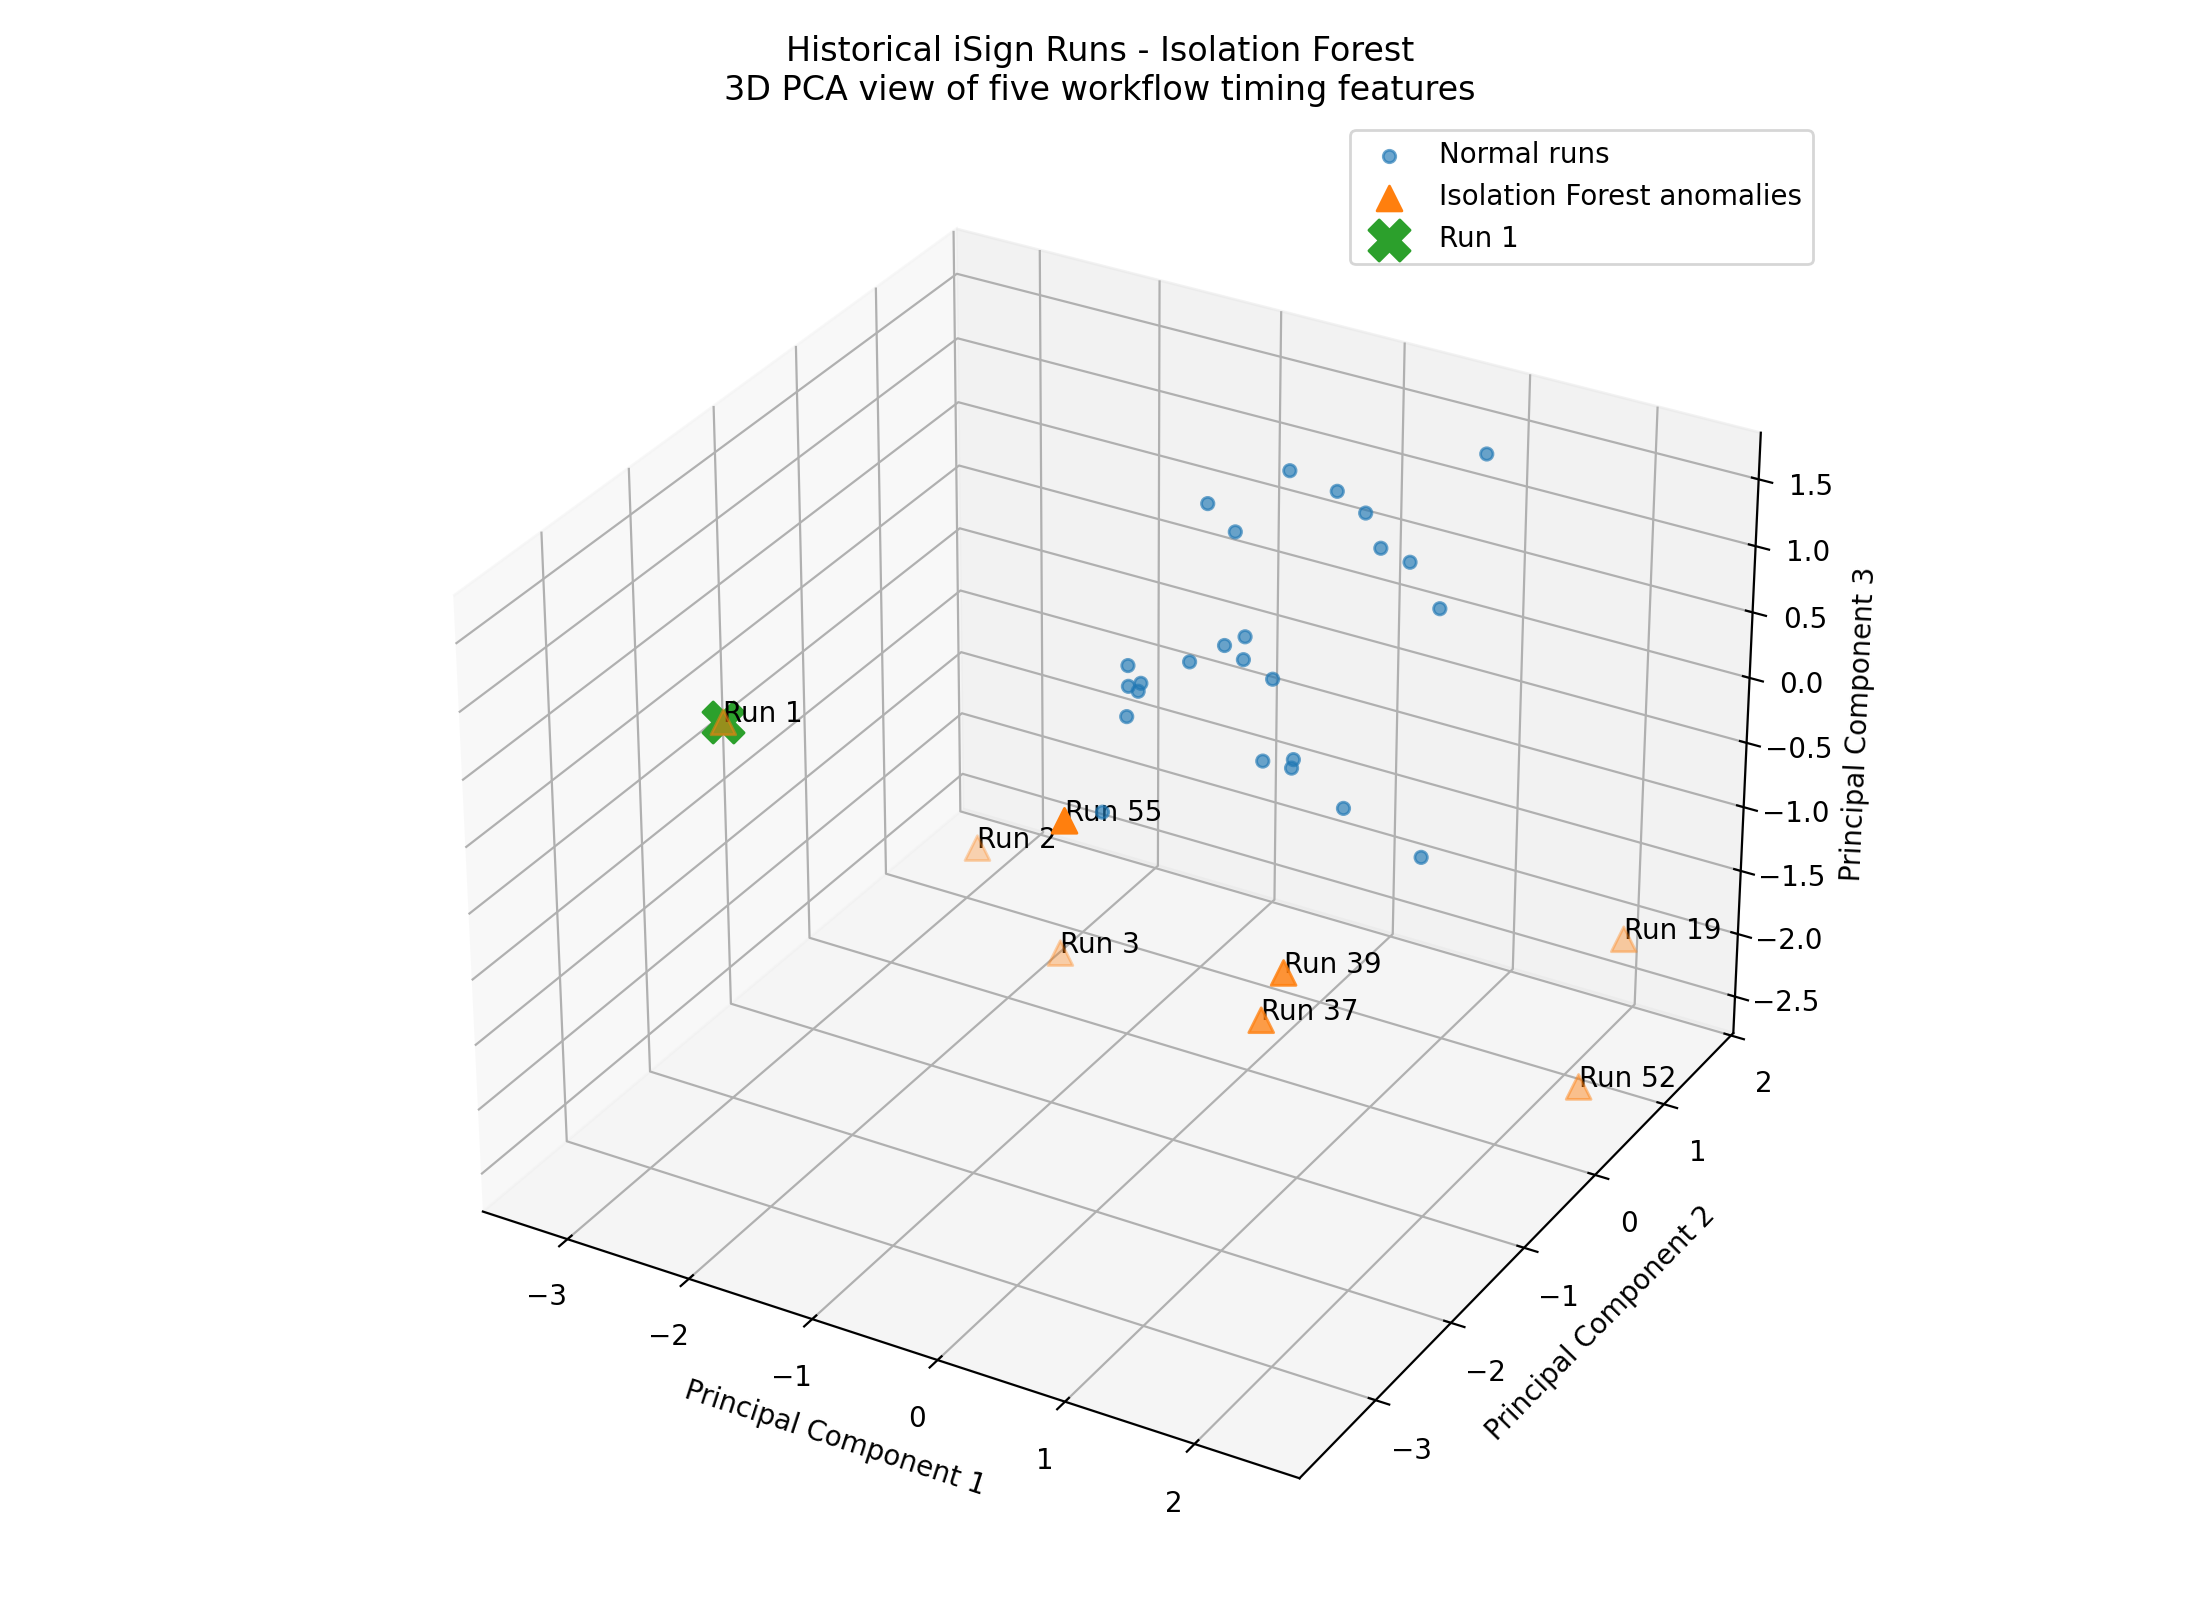 Historical iSign Runs - Isolation Forest
3D PCA view of five workflow timing features
Normal runs
Isolation Forest anomalies
Run 1
Run 1
Run 55
Run 2
Run 3
Run 39
Run 37
Run 19
Run 52
1.5
1.0
0.5
0.0
−0.5
−1.0
−1.5
−2.0
−2.5
Principal Component 3
2
1
0
−1
−2
−3
Principal Component 2
−3
−2
−1
0
1
2
Principal Component 1